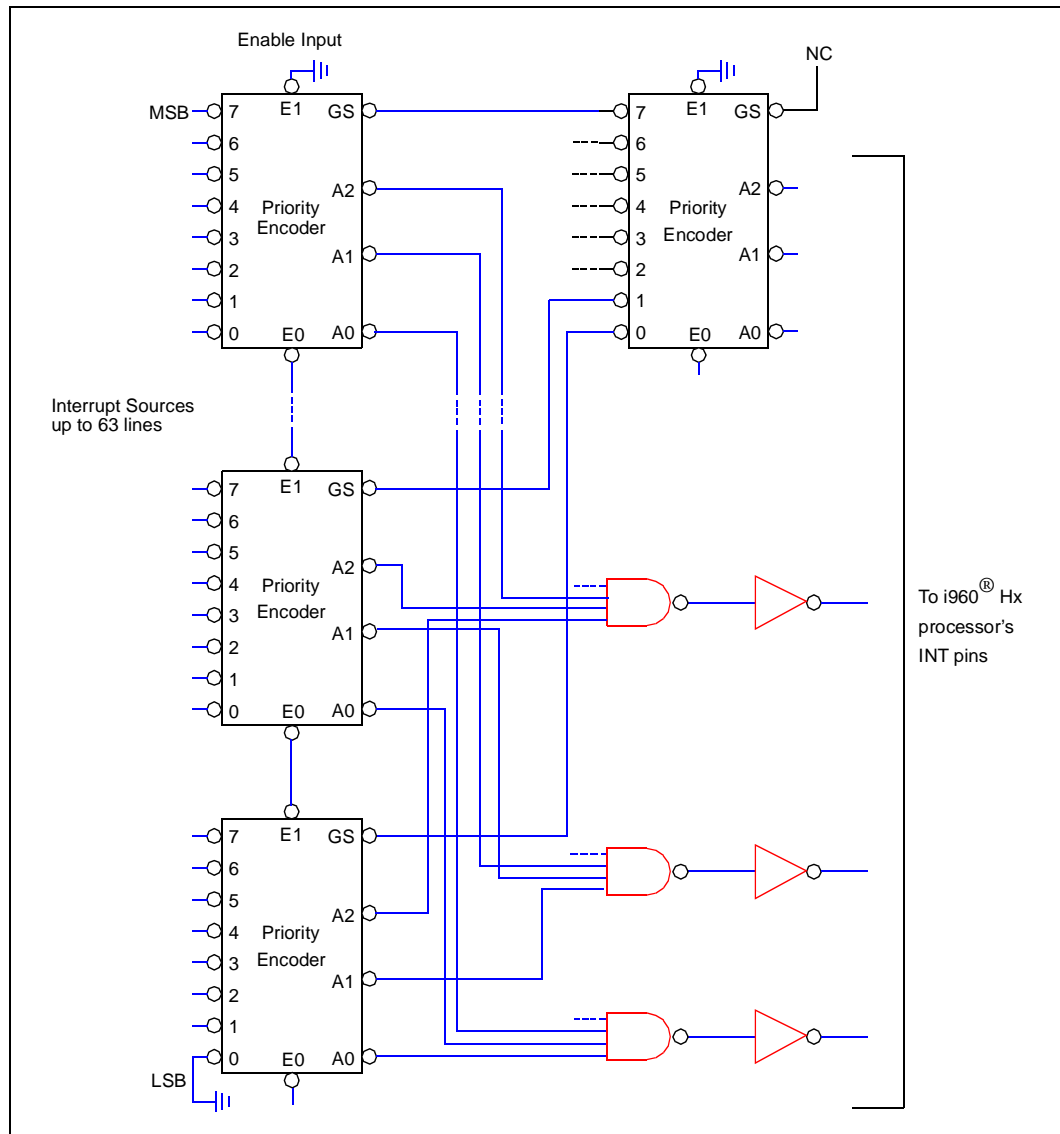 Enable Input
NC
MSB
7
E1
GS
6
5
A2
4
Priority
Encoder
3
A1
2
1
0
E0
A0
7
E1
GS
6
5
A2
4
Priority
Encoder
3
A1
2
1
0
E0
A0
Interrupt Sources
up to 63 lines
7
E1
GS
6
5
A2
4
Priority
Encoder
3
A1
2
1
0
E0
A0
To i960® Hx
processor's
INT pins
7
E1
GS
6
5
A2
4
Priority
Encoder
3
A1
2
1
0
E0
A0
LSB